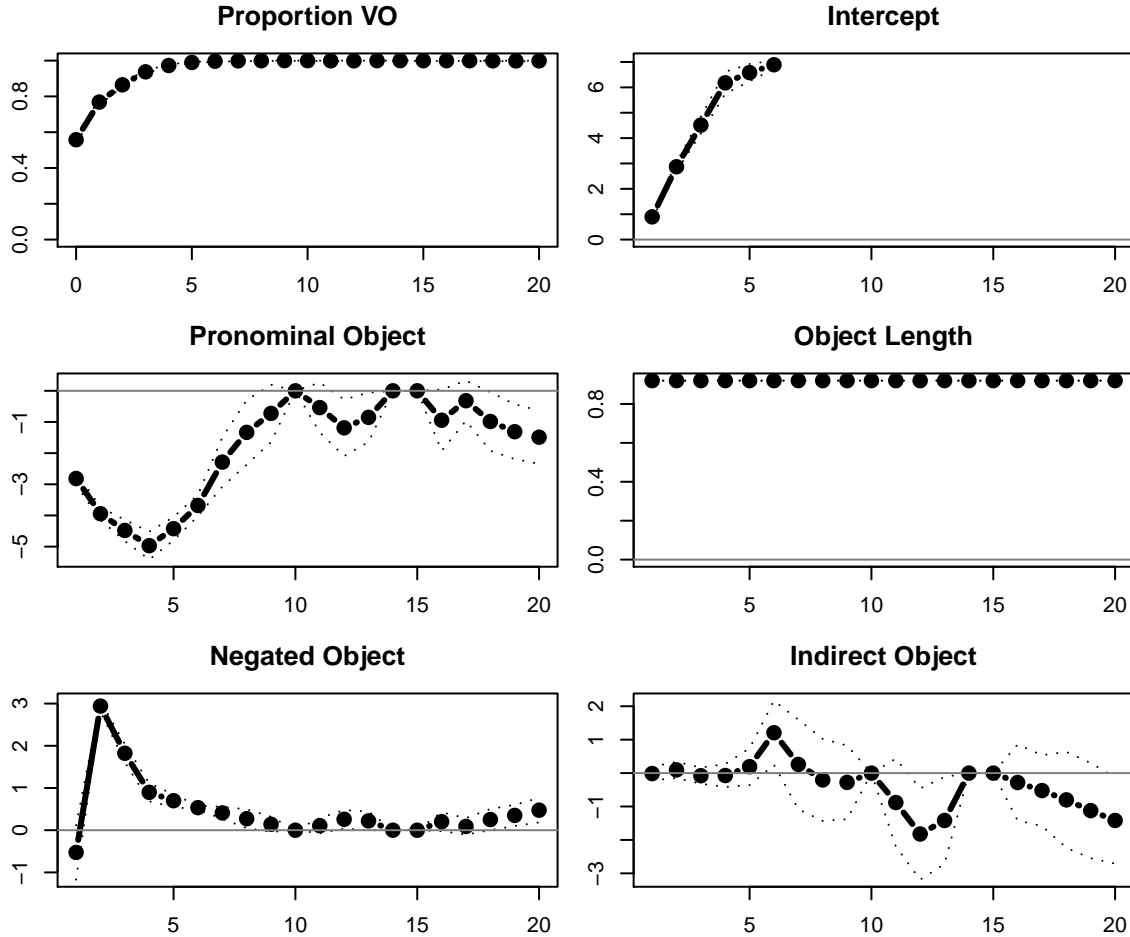 Proportion VO
0.0 0.4 0.8
0 5 10 15 20
Intercept
0 2 4 6
5 10 15 20
Pronominal Object
−5 −3 −1
5 10 15 20
Object Length
0.0 0.4 0.8
5 10 15 20
Negated Object
−1 0 1 2 3
5 10 15 20
Indirect Object
−3 −1 1 2
5 10 15 20